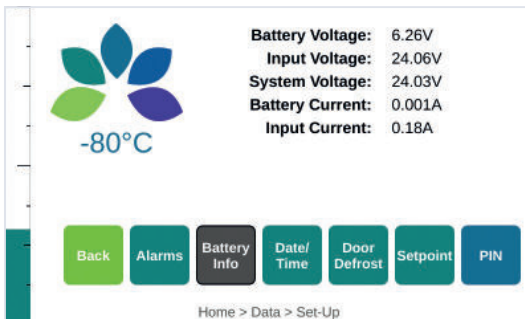 Battery Voltage: 6.26V
Input Voltage: 24.06V
System Voltage: 24.03V
Battery Current: 0.001A
Input Current: 0.18A
-80°C
Back
Alarms
Battery
Info
Date/
Time
Door
Defrost
Setpoint
PIN
Home > Data > Set-Up